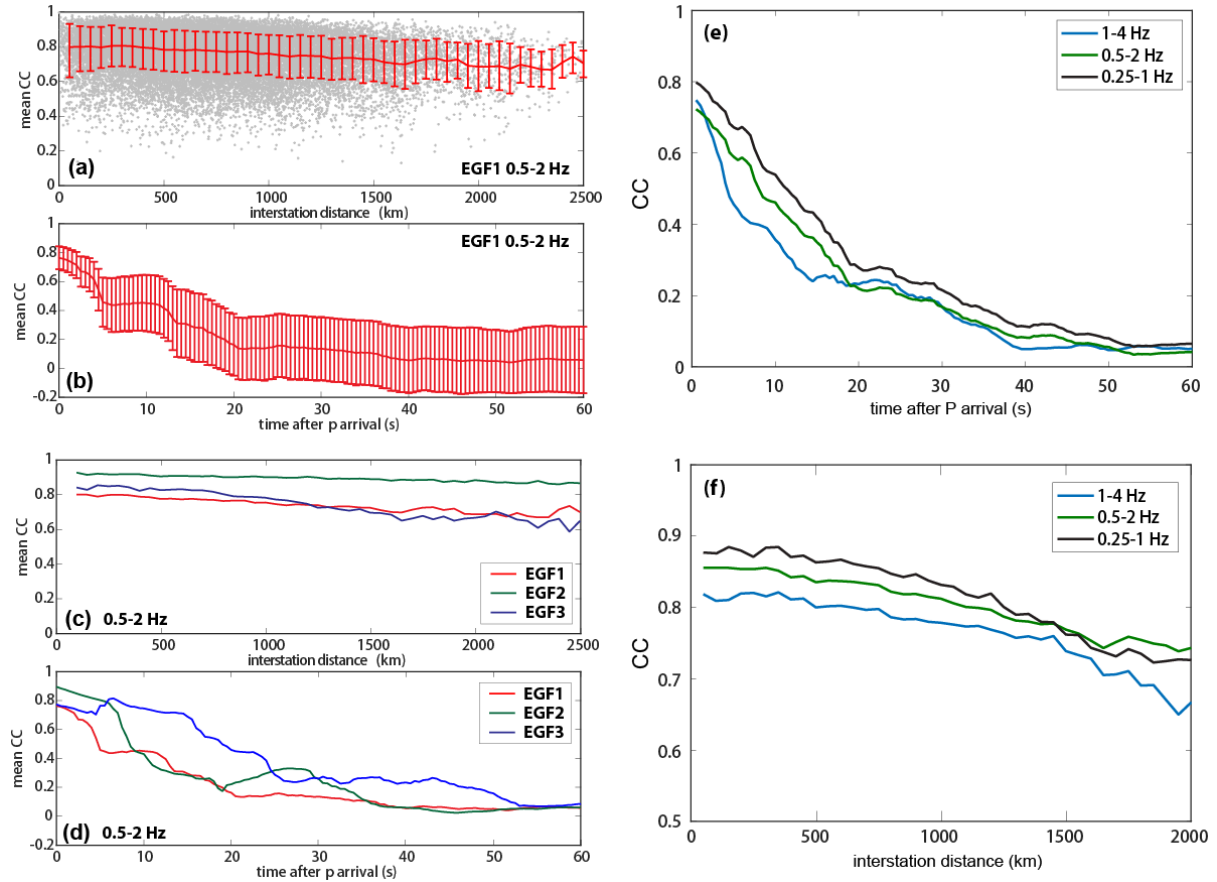 1
0.8
0.6
0.4
0.2
0
mean CC
(a)
EGF1 0.5-2 Hz
0 500 1000 1500 2000 2500
interstation distance (km)
1
0.8
0.6
0.4
0.2
0
-0.2
mean CC
EGF1 0.5-2 Hz
(b)
0 10 20 30 40 50 60
time after p arrival (s)
1
0.8
0.6
0.4
0.2
0
mean CC
EGF1
EGF2
EGF3
(c) 0.5-2 Hz
0 500 1000 1500 2000 2500
interstation distance (km)
1
0.8
0.6
0.4
0.2
0
-0.2
mean CC
EGF1
EGF2
EGF3
(d) 0.5-2 Hz
0 10 20 30 40 50 60
time after p arrival (s)
1
0.8
0.6
0.4
0.2
0
CC
(e)
1-4 Hz
0.5-2 Hz
0.25-1 Hz
0 10 20 30 40 50 60
time after P arrival (s)
1
0.9
0.8
0.7
0.6
0.5
CC
(f)
1-4 Hz
0.5-2 Hz
0.25-1 Hz
0 500 1000 1500 2000
interstation distance (km)